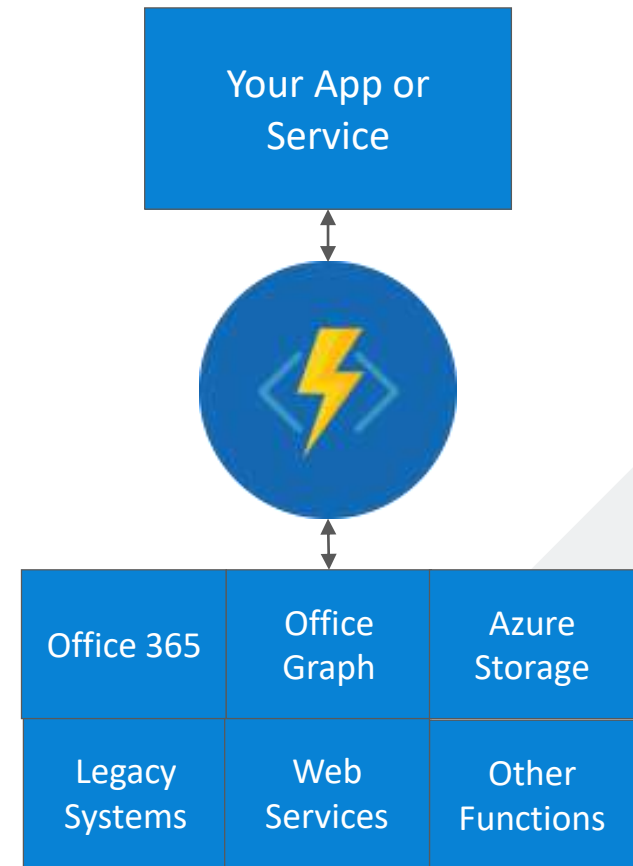 Your App or
Service
Office 365
Office
Graph
Azure
Storage
Legacy
Systems
Web
Services
Other
Functions